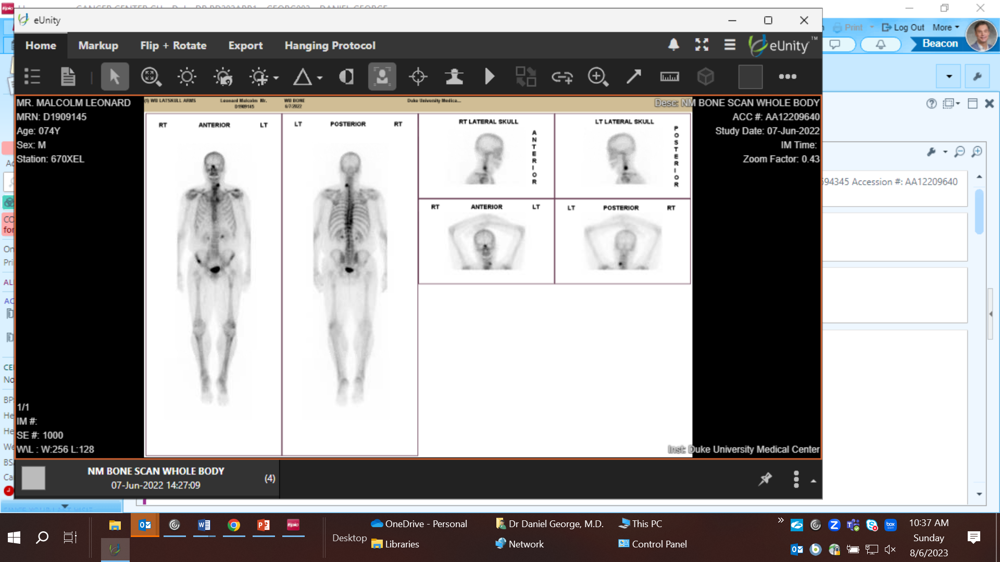 eUnity
Home Markup Flip + Rotate Export Hanging Protocol
eUnity™
Print Log Out More
Beacon
MR. MALCOLM LEONARD
MRN: D1909145
Age: 074Y
Sex: M
Station: 670XEL
(1) WB LATSKULL ARMS Leonard Malcolm Mr. WB BONE Duke University Medica...
D1909145 6/7/2022
Desc: NM BONE SCAN WHOLE BODY
ACC #: AA12209640
Study Date: 07-Jun-2022
IM Time:
Zoom Factor: 0.43
RT ANTERIOR LT
LT POSTERIOR RT
RT LATERAL SKULL
ANTERIOR
LT LATERAL SKULL
POSTERIOR
RT ANTERIOR LT
LT POSTERIOR RT
594345 Accession #: AA12209640
CO
for
On
Pri
ALL
AC
CE
No
BP
He
He
We
BS
Ca
1/1
IM #:
SE #: 1000
W\L : W:256 L:128
Inst: Duke University Medical Center
NM BONE SCAN WHOLE BODY
07-Jun-2022 14:27:09
(4)
Desktop
OneDrive - Personal
Dr Daniel George, M.D.
This PC
Libraries
Network
Control Panel
10:37 AM
Sunday
8/6/2023